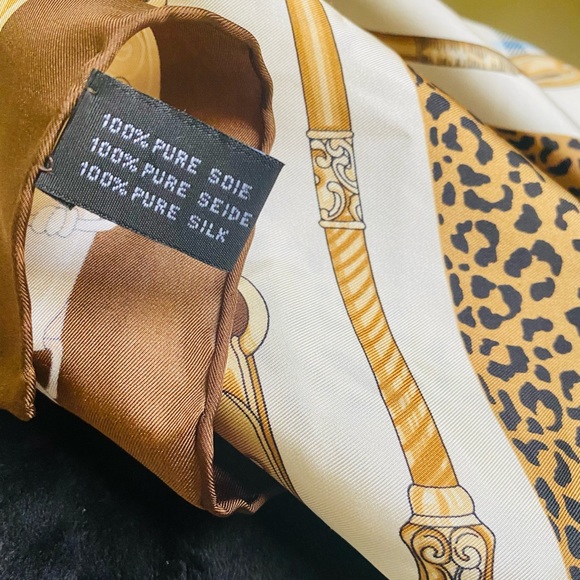 100% PURE SOIE
100% PURE SEIDE
100% PURE SILK